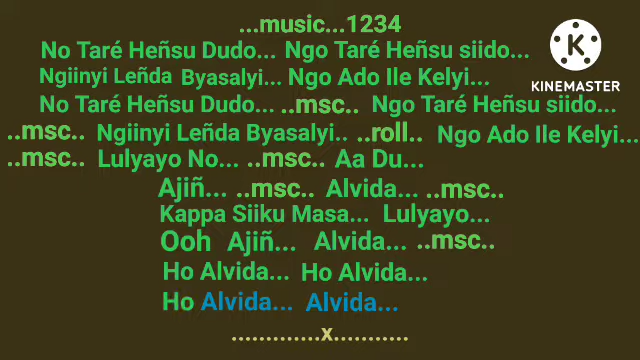 ...music...1234
No Taré Heñsu Dudo... Ngo Taré Heñsu siido...
Ngiinyi Leñda Byasalyi... Ngo Ado Ile Kelyi...
No Taré Heñsu Dudo... ..msc.. Ngo Taré Heñsu siido...
..msc.. Ngiinyi Leñda Byasalyi.. ..roll.. Ngo Ado Ile Kelyi...
..msc.. Lulyayo No... ..msc.. Aa Du...
Ajiñ... ..msc.. Alvida... ..msc..
Kappa Siiku Masa... Lulyayo...
Ooh Ajiñ... Alvida... ..msc..
Ho Alvida... Ho Alvida...
Ho Alvida... Alvida...
.............x...........
K
KINEMASTER